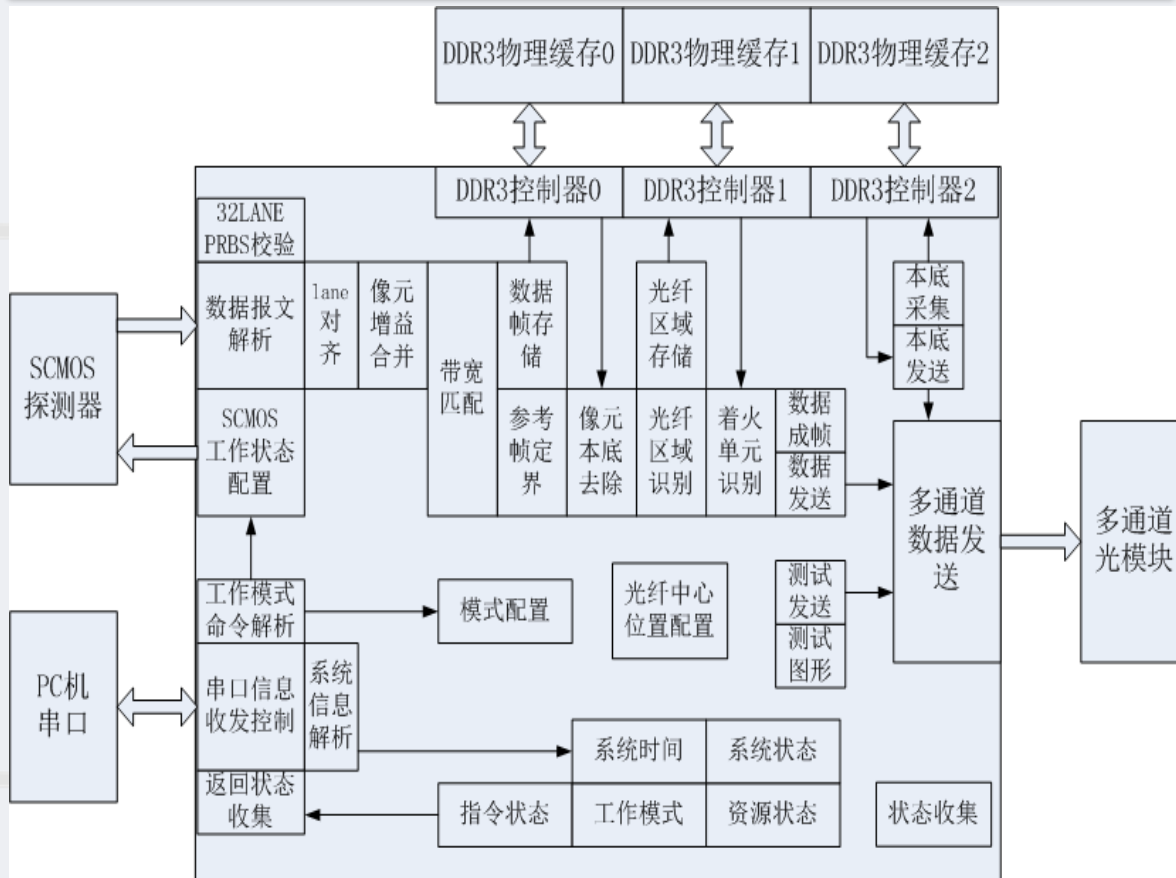 DDR3物理缓存0
DDR3物理缓存1
DDR3物理缓存2
DDR3控制器0
DDR3控制器1
DDR3控制器2
32LANE
PRBS校验
数据报文
解析
lane
对
齐
像元
增益
合并
带宽
匹配
数据
帧存
储
光纤
区域
存储
本底
采集
本底
发送
SCMOS
探测器
SCMOS
工作状态
配置
参考
帧定
界
像元
本底
去除
光纤
区域
识别
着火
单元
识别
数据
成帧
数据
发送
多通道
数据发
送
多通道
光模块
工作模式
命令解析
模式配置
光纤中心
位置配置
测试
发送
测试
图形
PC机
串口
串口信息
收发控制
系统
信息
解析
系统时间
系统状态
返回状态
收集
指令状态
工作模式
资源状态
状态收集